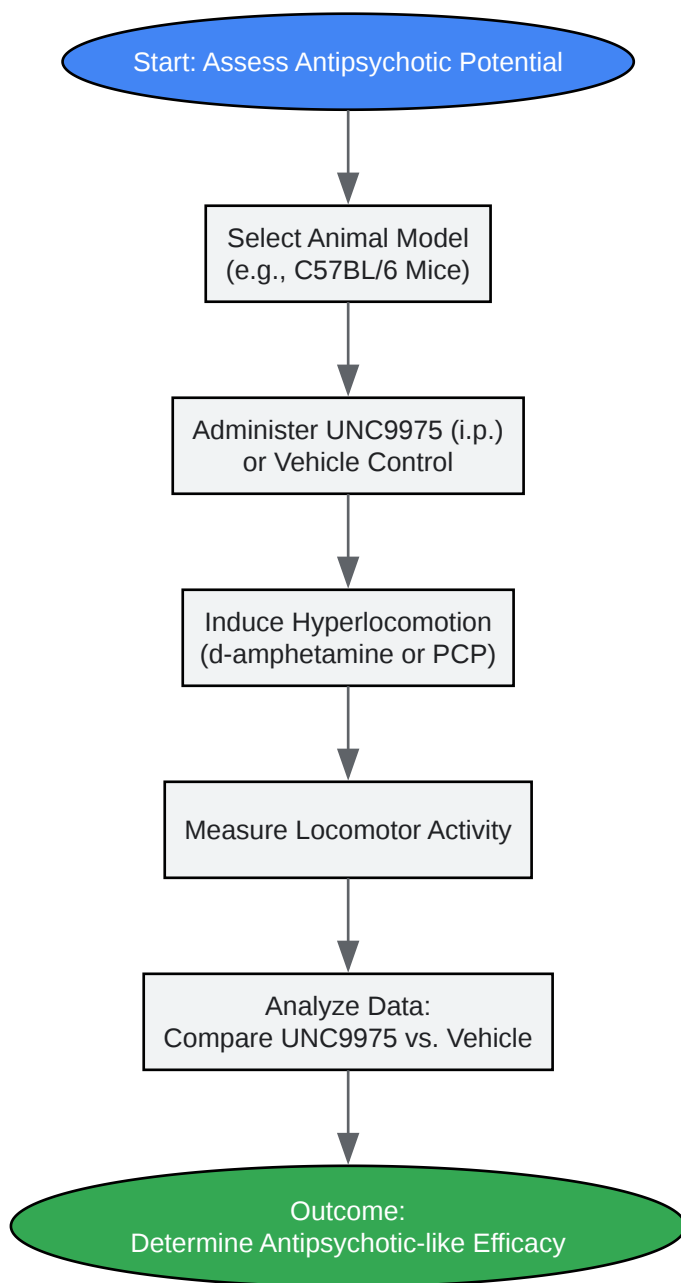 Start: Assess Antipsychotic Potential
Select Animal Model
(e.g., C57BL/6 Mice)
Administer UNC9975 (i.p.)
or Vehicle Control
Induce Hyperlocomotion
(d-amphetamine or PCP)
Measure Locomotor Activity
Analyze Data:
Compare UNC9975 vs. Vehicle
Outcome:
Determine Antipsychotic-like Efficacy